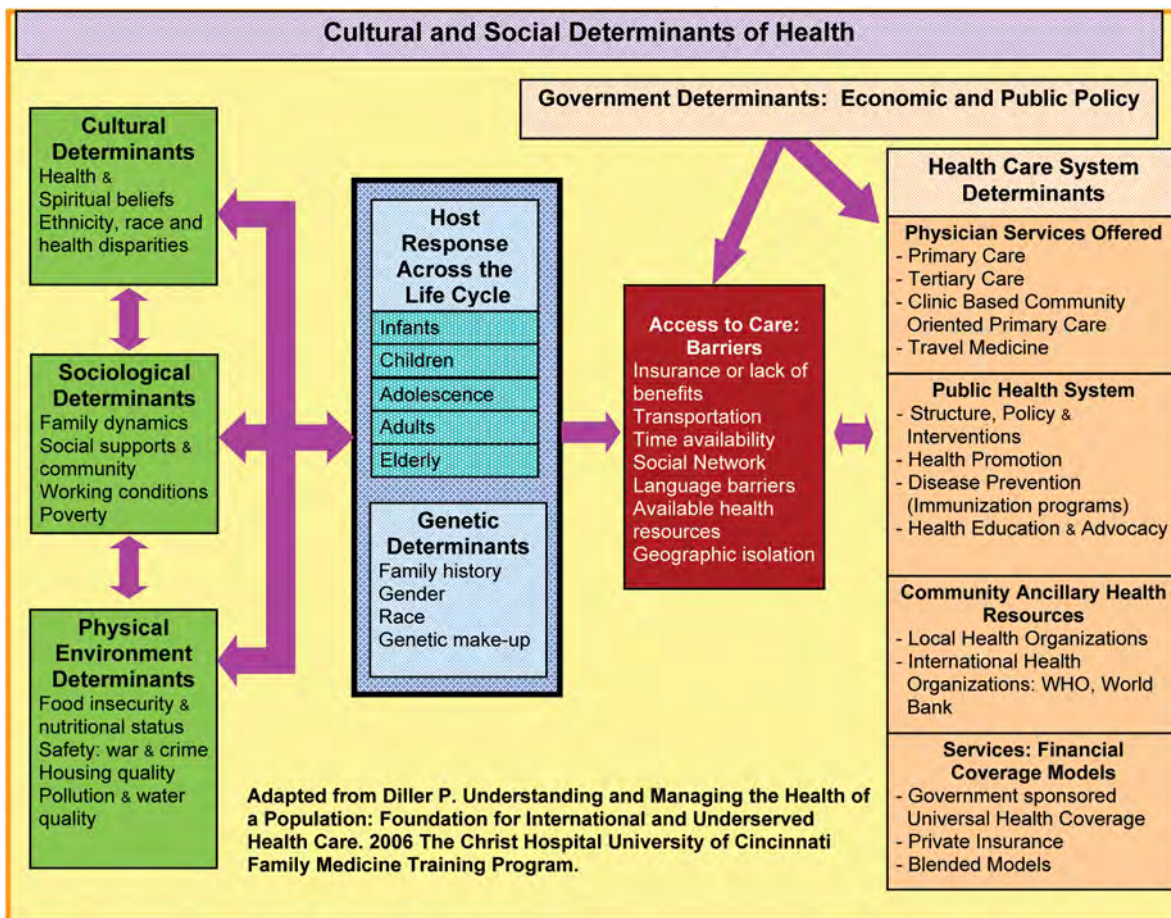 Cultural and Social Determinants of Health
Government Determinants: Economic and Public Policy
Cultural
Determinants
Health &
Spiritual beliefs
Ethnicity, race and
health disparities
Sociological
Determinants
Family dynamics
Social supports &
community
Working conditions
Poverty
Physical
Environment
Determinants
Food insecurity &
nutritional status
Safety: war & crime
Housing quality
Pollution & water
quality
Host
Response
Across the
Life Cycle
Infants
Children
Adolescence
Adults
Elderly
Genetic
Determinants
Family history
Gender
Race
Genetic make-up
Access to Care:
Barriers
Insurance or lack of
benefits
Transportation
Time availability
Social Network
Language barriers
Available health
resources
Geographic isolation
Health Care System
Determinants
Physician Services Offered
- Primary Care
- Tertiary Care
- Clinic Based Community
Oriented Primary Care
- Travel Medicine
Public Health System
- Structure, Policy &
Interventions
- Health Promotion
- Disease Prevention
(Immunization programs)
- Health Education & Advocacy
Community Ancillary Health
Resources
- Local Health Organizations
- International Health
Organizations: WHO, World
Bank
Services: Financial
Coverage Models
- Government sponsored
Universal Health Coverage
- Private Insurance
- Blended Models
Adapted from Diller P. Understanding and Managing the Health of
a Population: Foundation for International and Underserved
Health Care. 2006 The Christ Hospital University of Cincinnati
Family Medicine Training Program.